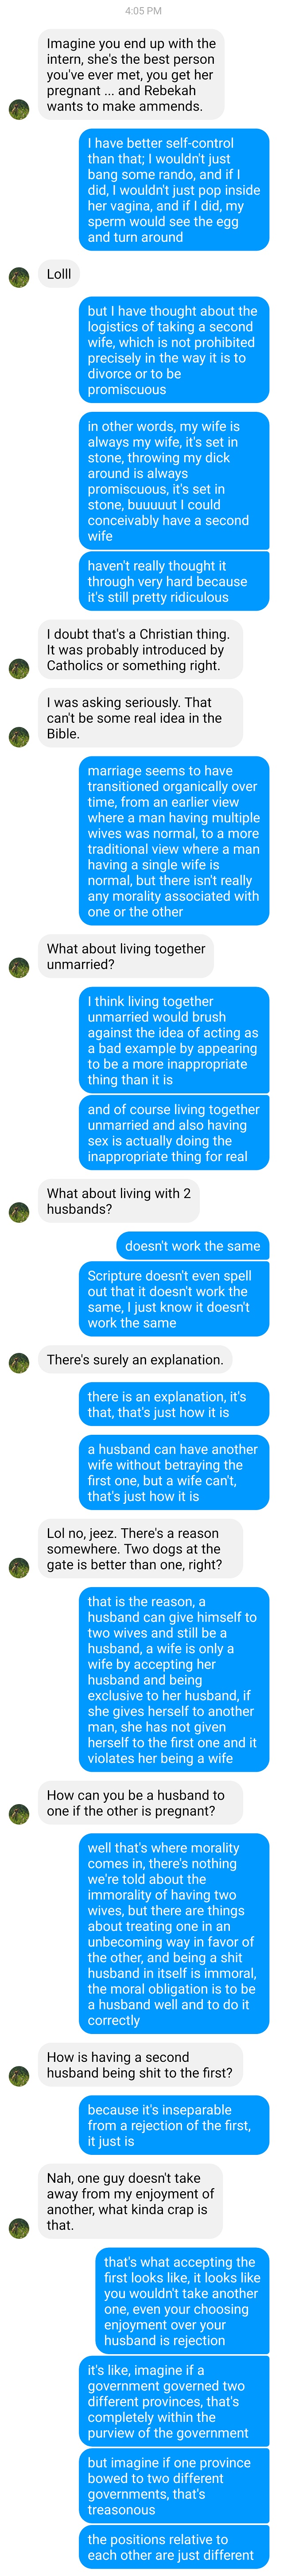 4:05 PM
Imagine you end up with the
intern, she's the best person
you've ever met, you get her
pregnant ... and Rebekah
wants to make ammends.
I have better self-control
than that; I wouldn't just
bang some rando, and if I
did, I wouldn't just pop inside
her vagina, and if I did, my
sperm would see the egg
and turn around
Lolll
but I have thought about the
logistics of taking a second
wife, which is not prohibited
precisely in the way it is to
divorce or to be
promiscuous
in other words, my wife is
always my wife, it's set in
stone, throwing my dick
around is always
promiscuous, it's set in
stone, buuuuut I could
conceivably have a second
wife
haven't really thought it
through very hard because
it's still pretty ridiculous
I doubt that's a Christian thing.
It was probably introduced by
Catholics or something right.
I was asking seriously. That
can't be some real idea in the
Bible.
marriage seems to have
transitioned organically over
time, from an earlier view
where a man having multiple
wives was normal, to a more
traditional view where a man
having a single wife is
normal, but there isn't really
any morality associated with
one or the other
What about living together
unmarried?
I think living together
unmarried would brush
against the idea of acting as
a bad example by appearing
to be a more inappropriate
thing than it is
and of course living together
unmarried and also having
sex is actually doing the
inappropriate thing for real
What about living with 2
husbands?
doesn't work the same
Scripture doesn't even spell
out that it doesn't work the
same, I just know it doesn't
work the same
There's surely an explanation.
there is an explanation, it's
that, that's just how it is
a husband can have another
wife without betraying the
first one, but a wife can't,
that's just how it is
Lol no, jeez. There's a reason
somewhere. Two dogs at the
gate is better than one, right?
that is the reason, a
husband can give himself to
two wives and still be a
husband, a wife is only a
wife by accepting her
husband and being
exclusive to her husband, if
she gives herself to another
man, she has not given
herself to the first one and it
violates her being a wife
How can you be a husband to
one if the other is pregnant?
well that's where morality
comes in, there's nothing
we're told about the
immorality of having two
wives, but there are things
about treating one in an
unbecoming way in favor of
the other, and being a shit
husband in itself is immoral,
the moral obligation is to be
a husband well and to do it
correctly
How is having a second
husband being shit to the first?
because it's inseparable
from a rejection of the first,
it just is
Nah, one guy doesn't take
away from my enjoyment of
another, what kinda crap is
that.
that's what accepting the
first looks like, it looks like
you wouldn't take another
one, even your choosing
enjoyment over your
husband is rejection
it's like, imagine if a
government governed two
different provinces, that's
completely within the
purview of the government
but imagine if one province
bowed to two different
governments, that's
treasonous
the positions relative to
each other are just different